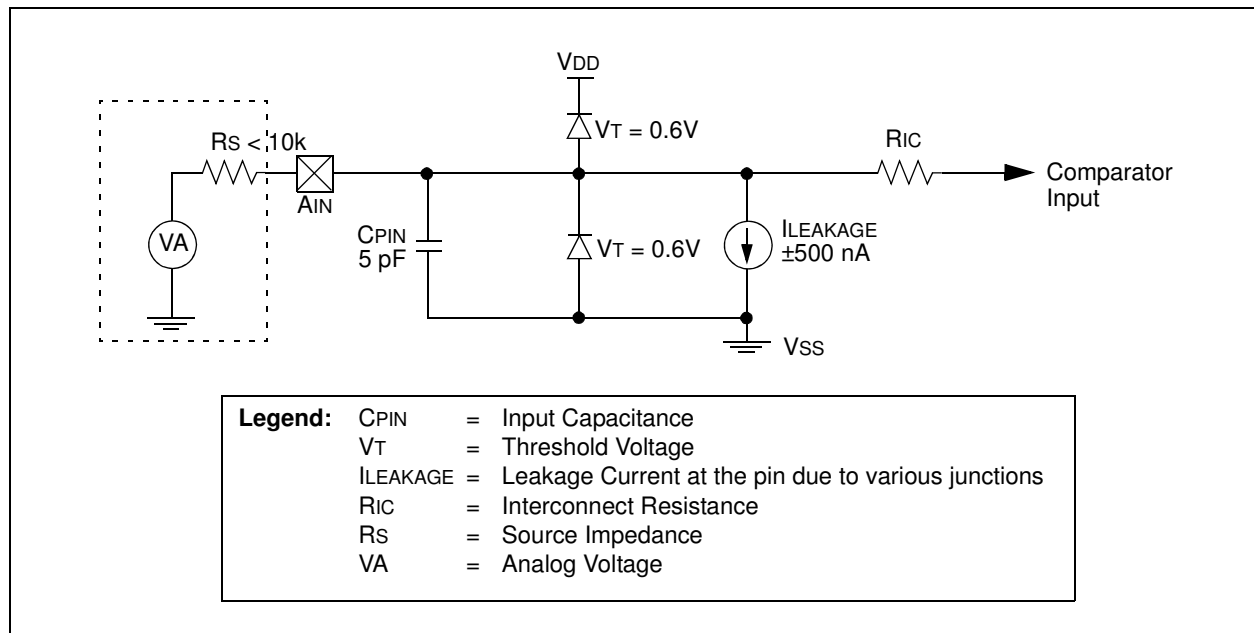 VDD
VT = 0.6V
RS < 10k
RIC
AIN
Comparator
Input
VA
CPIN
5 pF
VT = 0.6V
ILEAKAGE
±500 nA
VSS
Legend: CPIN = Input Capacitance
VT = Threshold Voltage
ILEAKAGE = Leakage Current at the pin due to various junctions
RIC = Interconnect Resistance
RS = Source Impedance
VA = Analog Voltage